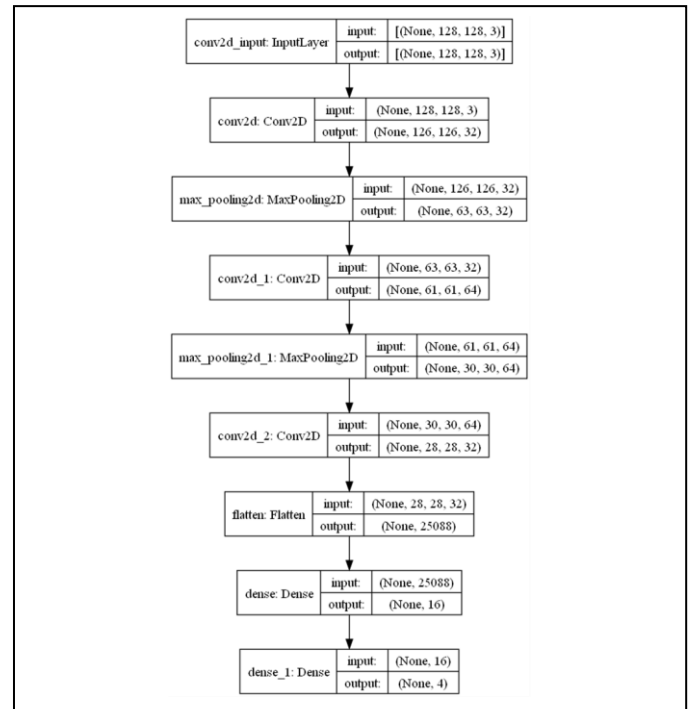 conv2d_input: InputLayer
input: [(None, 128, 128, 3)]
output: [(None, 128, 128, 3)]
conv2d: Conv2D
input: (None, 128, 128, 3)
output: (None, 126, 126, 32)
max_pooling2d: MaxPooling2D
input: (None, 126, 126, 32)
output: (None, 63, 63, 32)
conv2d_1: Conv2D
input: (None, 63, 63, 32)
output: (None, 61, 61, 64)
max_pooling2d_1: MaxPooling2D
input: (None, 61, 61, 64)
output: (None, 30, 30, 64)
conv2d_2: Conv2D
input: (None, 30, 30, 64)
output: (None, 28, 28, 32)
flatten: Flatten
input: (None, 28, 28, 32)
output: (None, 25088)
dense: Dense
input: (None, 25088)
output: (None, 16)
dense_1: Dense
input: (None, 16)
output: (None, 4)